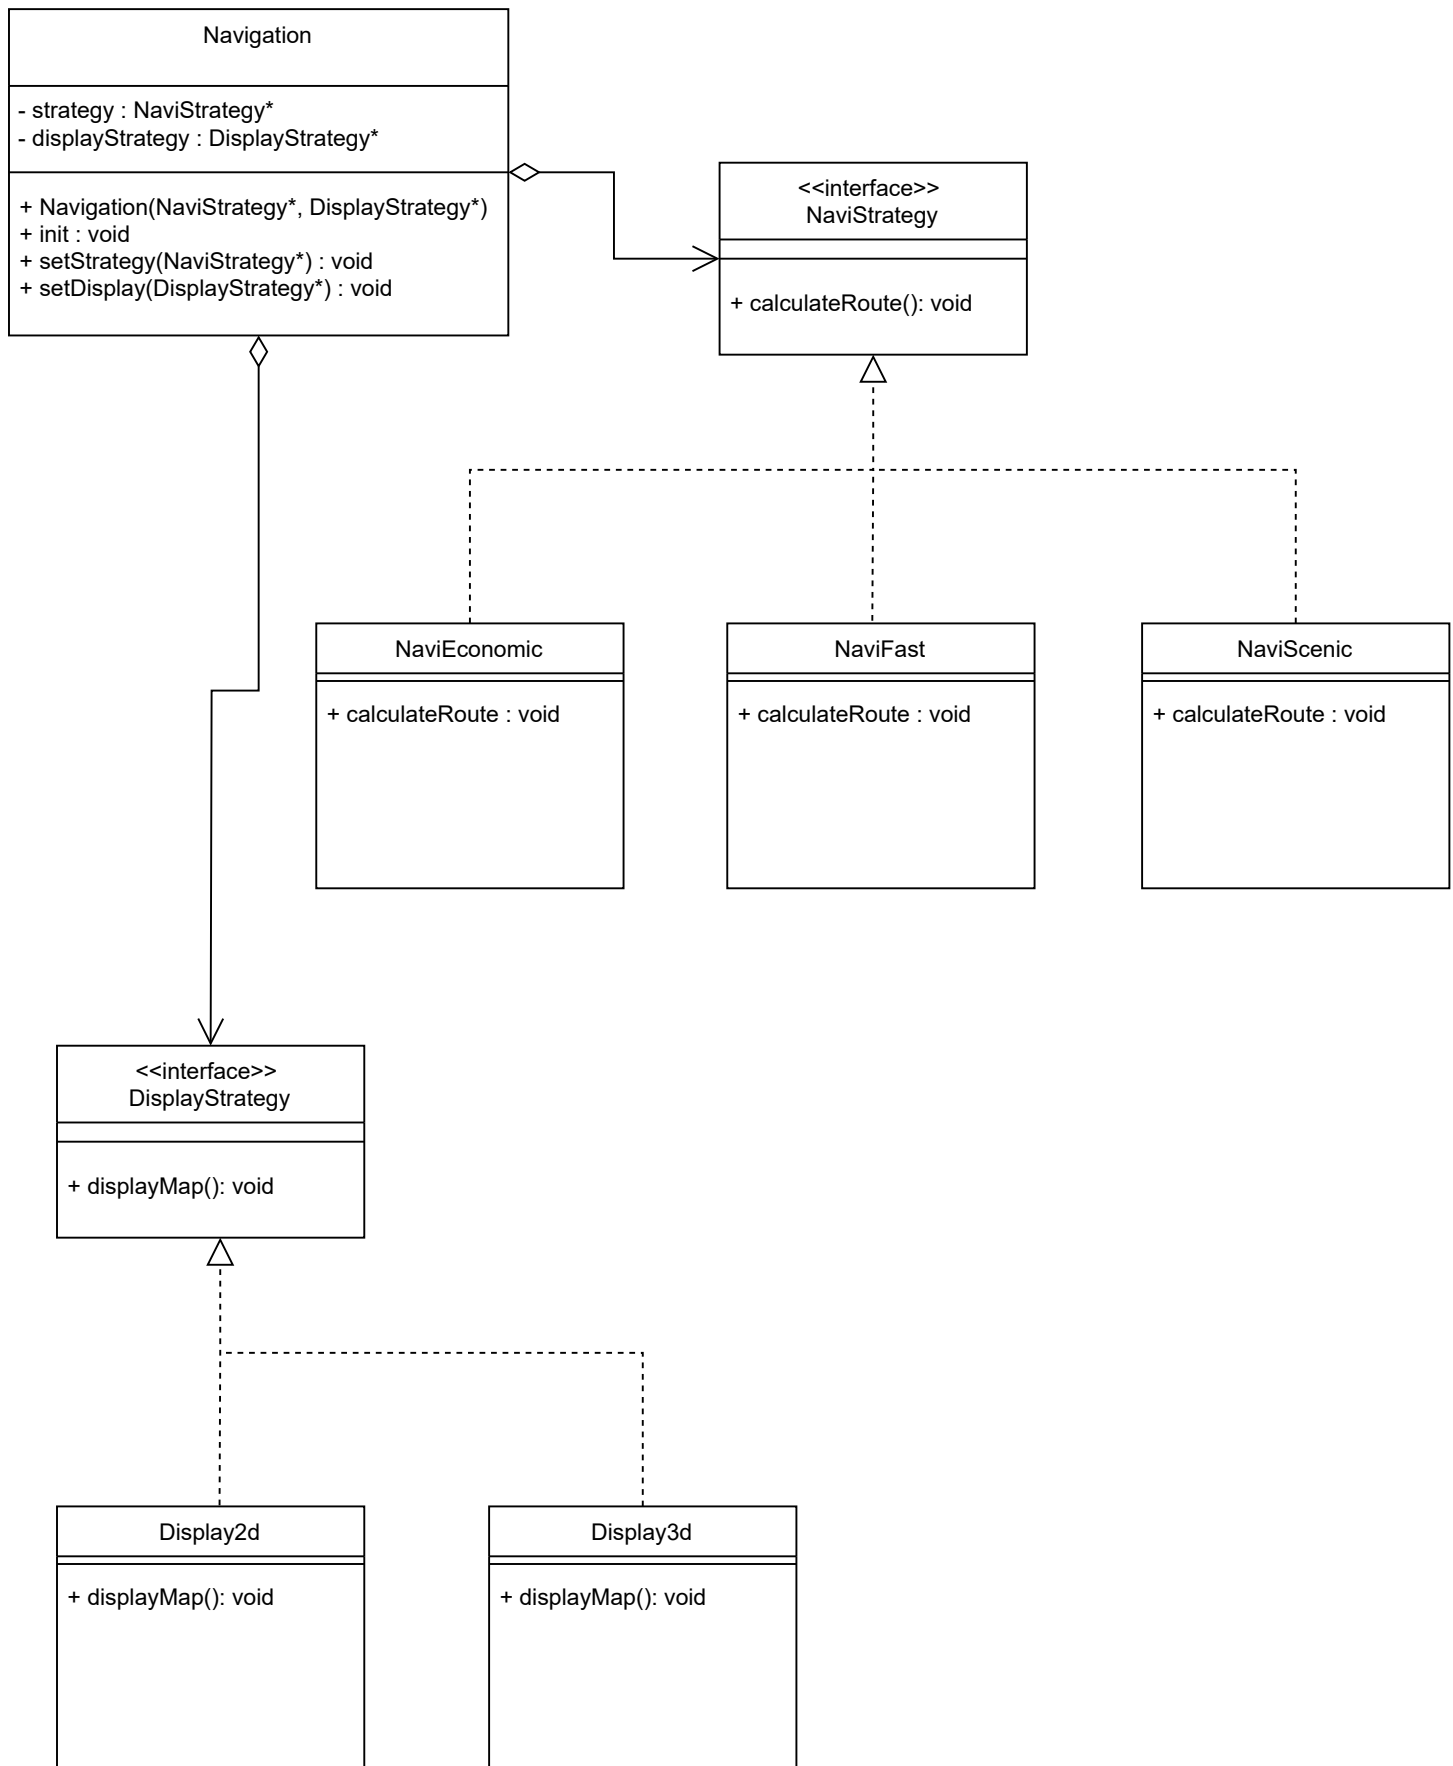 Navigation
- strategy : NaviStrategy*
- displayStrategy : DisplayStrategy*
+ Navigation(NaviStrategy*, DisplayStrategy*)
+ init : void
+ setStrategy(NaviStrategy*) : void
+ setDisplay(DisplayStrategy*) : void
<<interface>>
NaviStrategy
+ calculateRoute(): void
NaviEconomic
+ calculateRoute : void
NaviFast
+ calculateRoute : void
NaviScenic
+ calculateRoute : void
<<interface>>
DisplayStrategy
+ displayMap(): void
Display2d
+ displayMap(): void
Display3d
+ displayMap(): void